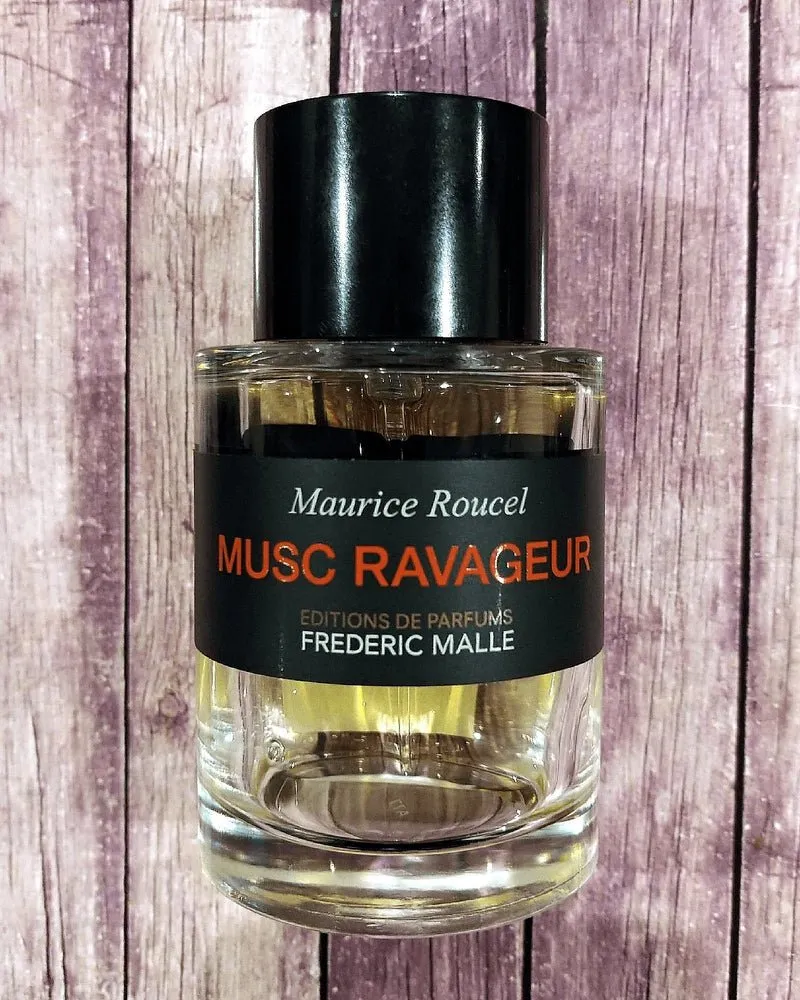 Maurice Roucel
MUSC RAVAGEUR
EDITIONS DE PARFUMS
FREDERIC MALLE